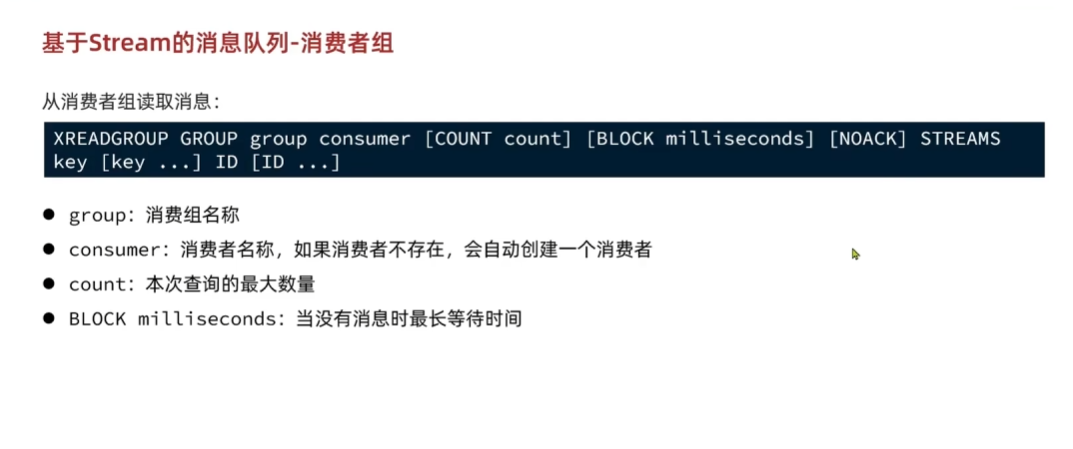 基于Stream的消息队列-消费者组
从消费者组读取消息：
XREADGROUP GROUP group consumer [COUNT count] [BLOCK milliseconds] [NOACK] STREAMS
key [key ...] ID [ID ...]
● group：消费组名称
● consumer：消费者名称，如果消费者不存在，会自动创建一个消费者
● count：本次查询的最大数量
● BLOCK milliseconds：当没有消息时最长等待时间